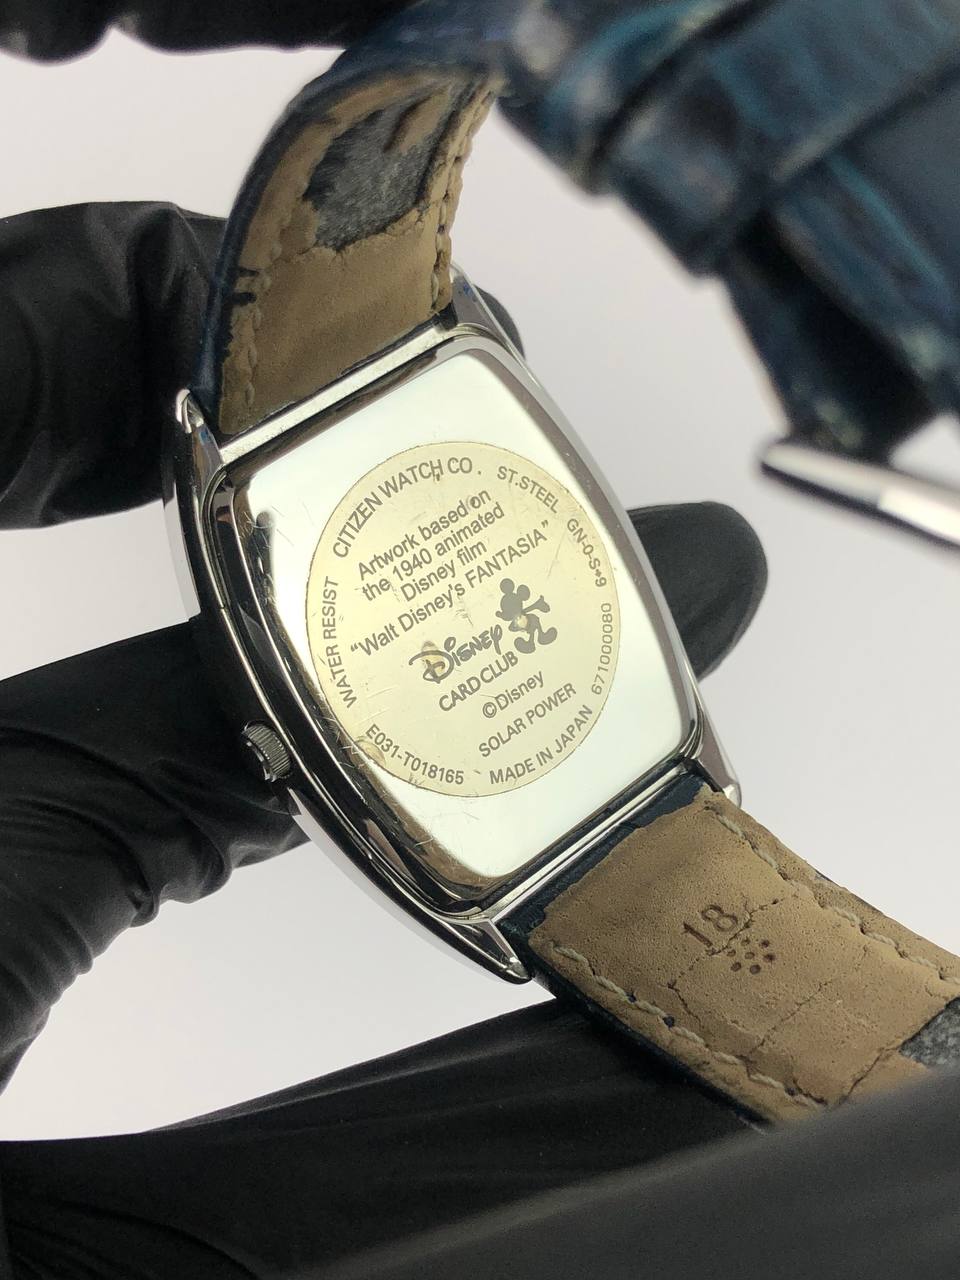 CITIZEN WATCH CO.
ST.STEEL
GN-0-S
671000080
WATER RESIST
Artwork based on
the 1940 animated
Disney film
"Walt Disney's FANTASIA"
Disney
CARD CLUB
©Disney
SOLAR POWER
MADE IN JAPAN
E031-T018165
18